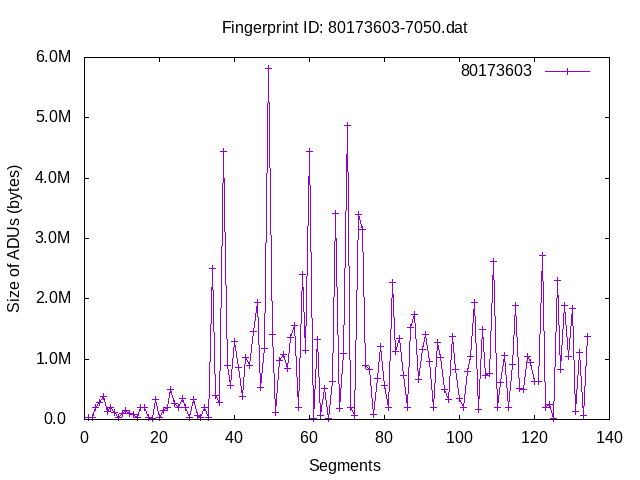 Fingerprint ID: 80173603-7050.dat
80173603
6.0M
5.0M
4.0M
3.0M
2.0M
1.0M
0.0
Size of ADUs (bytes)
0 20 40 60 80 100 120 140
Segments